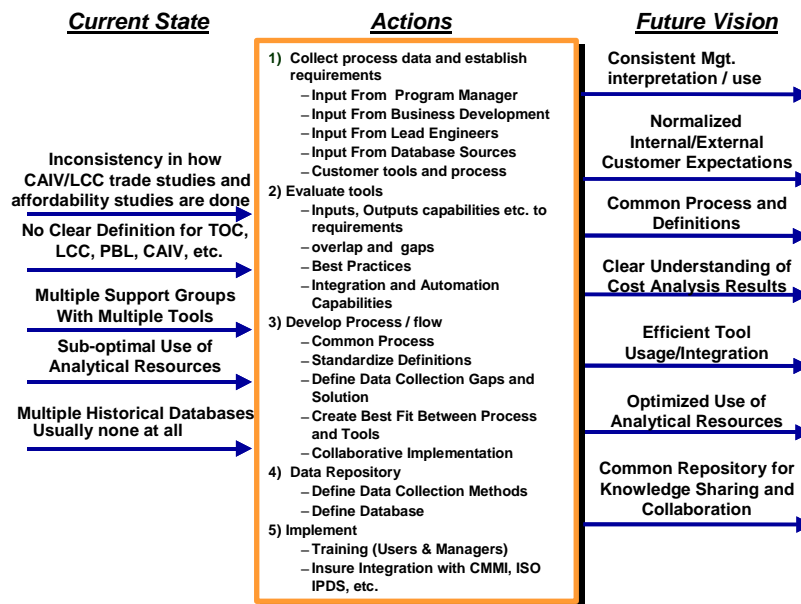 Current State
Inconsistency in how
CAIV/LCC trade studies and
affordability studies are done
No Clear Definition for TOC,
LCC, PBL, CAIV, etc.
Multiple Support Groups
With Multiple Tools
Sub-optimal Use of
Analytical Resources
Multiple Historical Databases
Usually none at all
Actions
1) Collect process data and establish
requirements
– Input From Program Manager
– Input From Business Development
– Input From Lead Engineers
– Input From Database Sources
– Customer tools and process
2) Evaluate tools
– Inputs, Outputs capabilities etc. to
requirements
– overlap and gaps
– Best Practices
– Integration and Automation
Capabilities
3) Develop Process / flow
– Common Process
– Standardize Definitions
– Define Data Collection Gaps and
Solution
– Create Best Fit Between Process
and Tools
– Collaborative Implementation
4) Data Repository
– Define Data Collection Methods
– Define Database
5) Implement
– Training (Users & Managers)
– Insure Integration with CMMI, ISO
IPDS, etc.
Future Vision
Consistent Mgt.
interpretation / use
Normalized
Internal/External
Customer Expectations
Common Process and
Definitions
Clear Understanding of
Cost Analysis Results
Efficient Tool
Usage/Integration
Optimized Use of
Analytical Resources
Common Repository for
Knowledge Sharing and
Collaboration